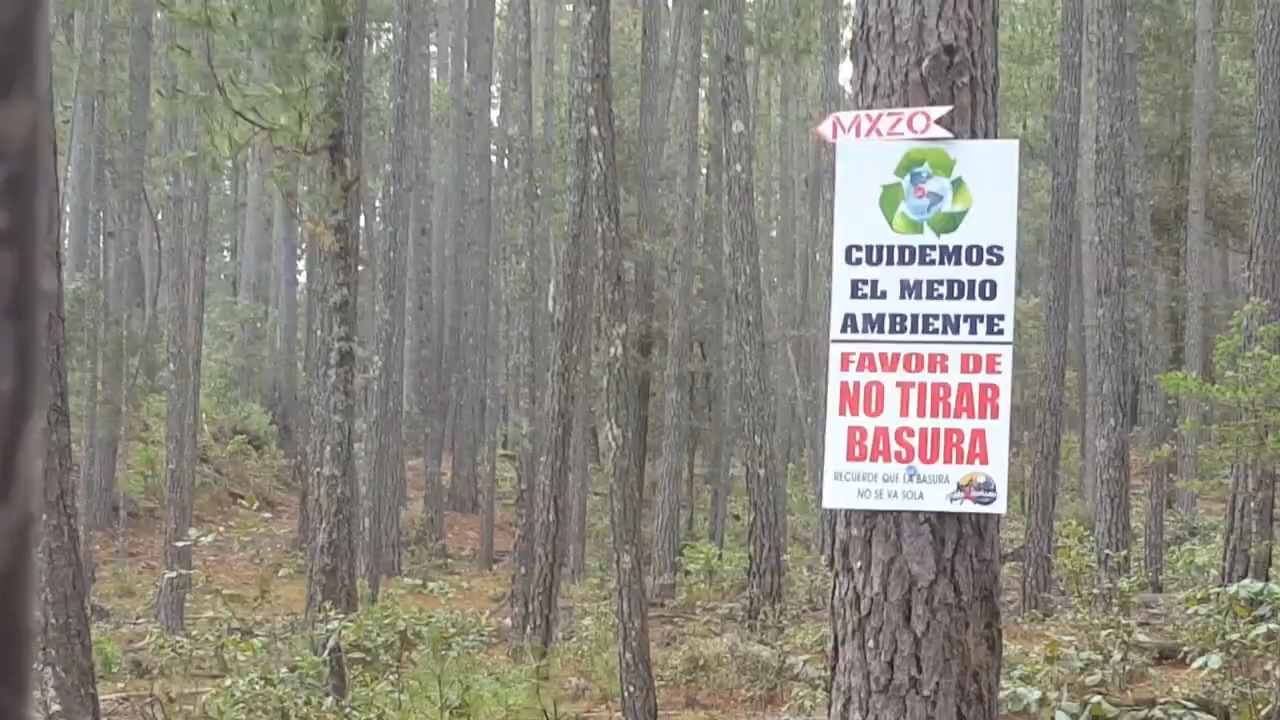 MXZO
CUIDEMOS
EL MEDIO
AMBIENTE
FAVOR DE
NO TIRAR
BASURA
RECUERDE QUE LA BASURA
NO SE VA SOLA